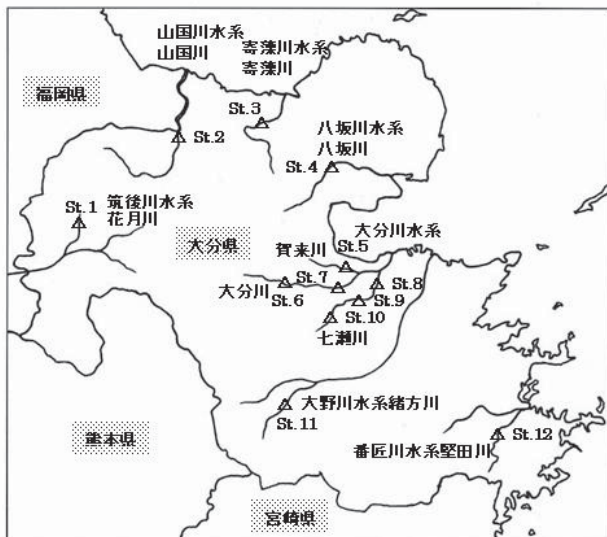 山国川水系
山国川
寄藻川水系
寄藻川
福岡県
St.3
St.2
八坂川水系
八坂川
St.4
St.1
筑後川水系
花月川
大分県
大分川水系
賀来川
St.5
St.7
大分川
St.6
St.8
St.9
St.10
七瀬川
大野川水系緒方川
St.11
熊本県
St.12
番匠川水系堅田川
宮崎県